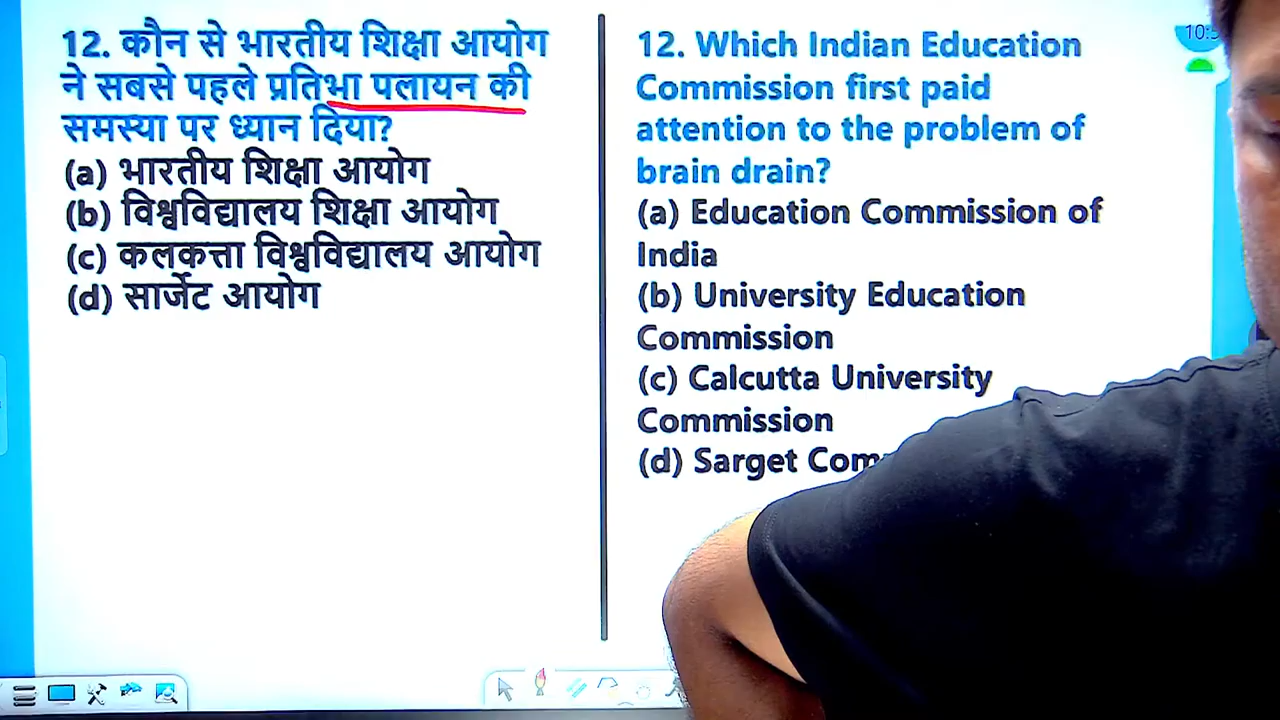 12. कौन से भारतीय शिक्षा आयोग
ने सबसे पहले प्रतिभा पलायन की
समस्या पर ध्यान दिया?
(a) भारतीय शिक्षा आयोग
(b) विश्वविद्यालय शिक्षा आयोग
(c) कलकत्ता विश्वविद्यालय आयोग
(d) सार्जेट आयोग
12. Which Indian Education
Commission first paid
attention to the problem of
brain drain?
(a) Education Commission of
India
(b) University Education
Commission
(c) Calcutta University
Commission
(d) Sarget